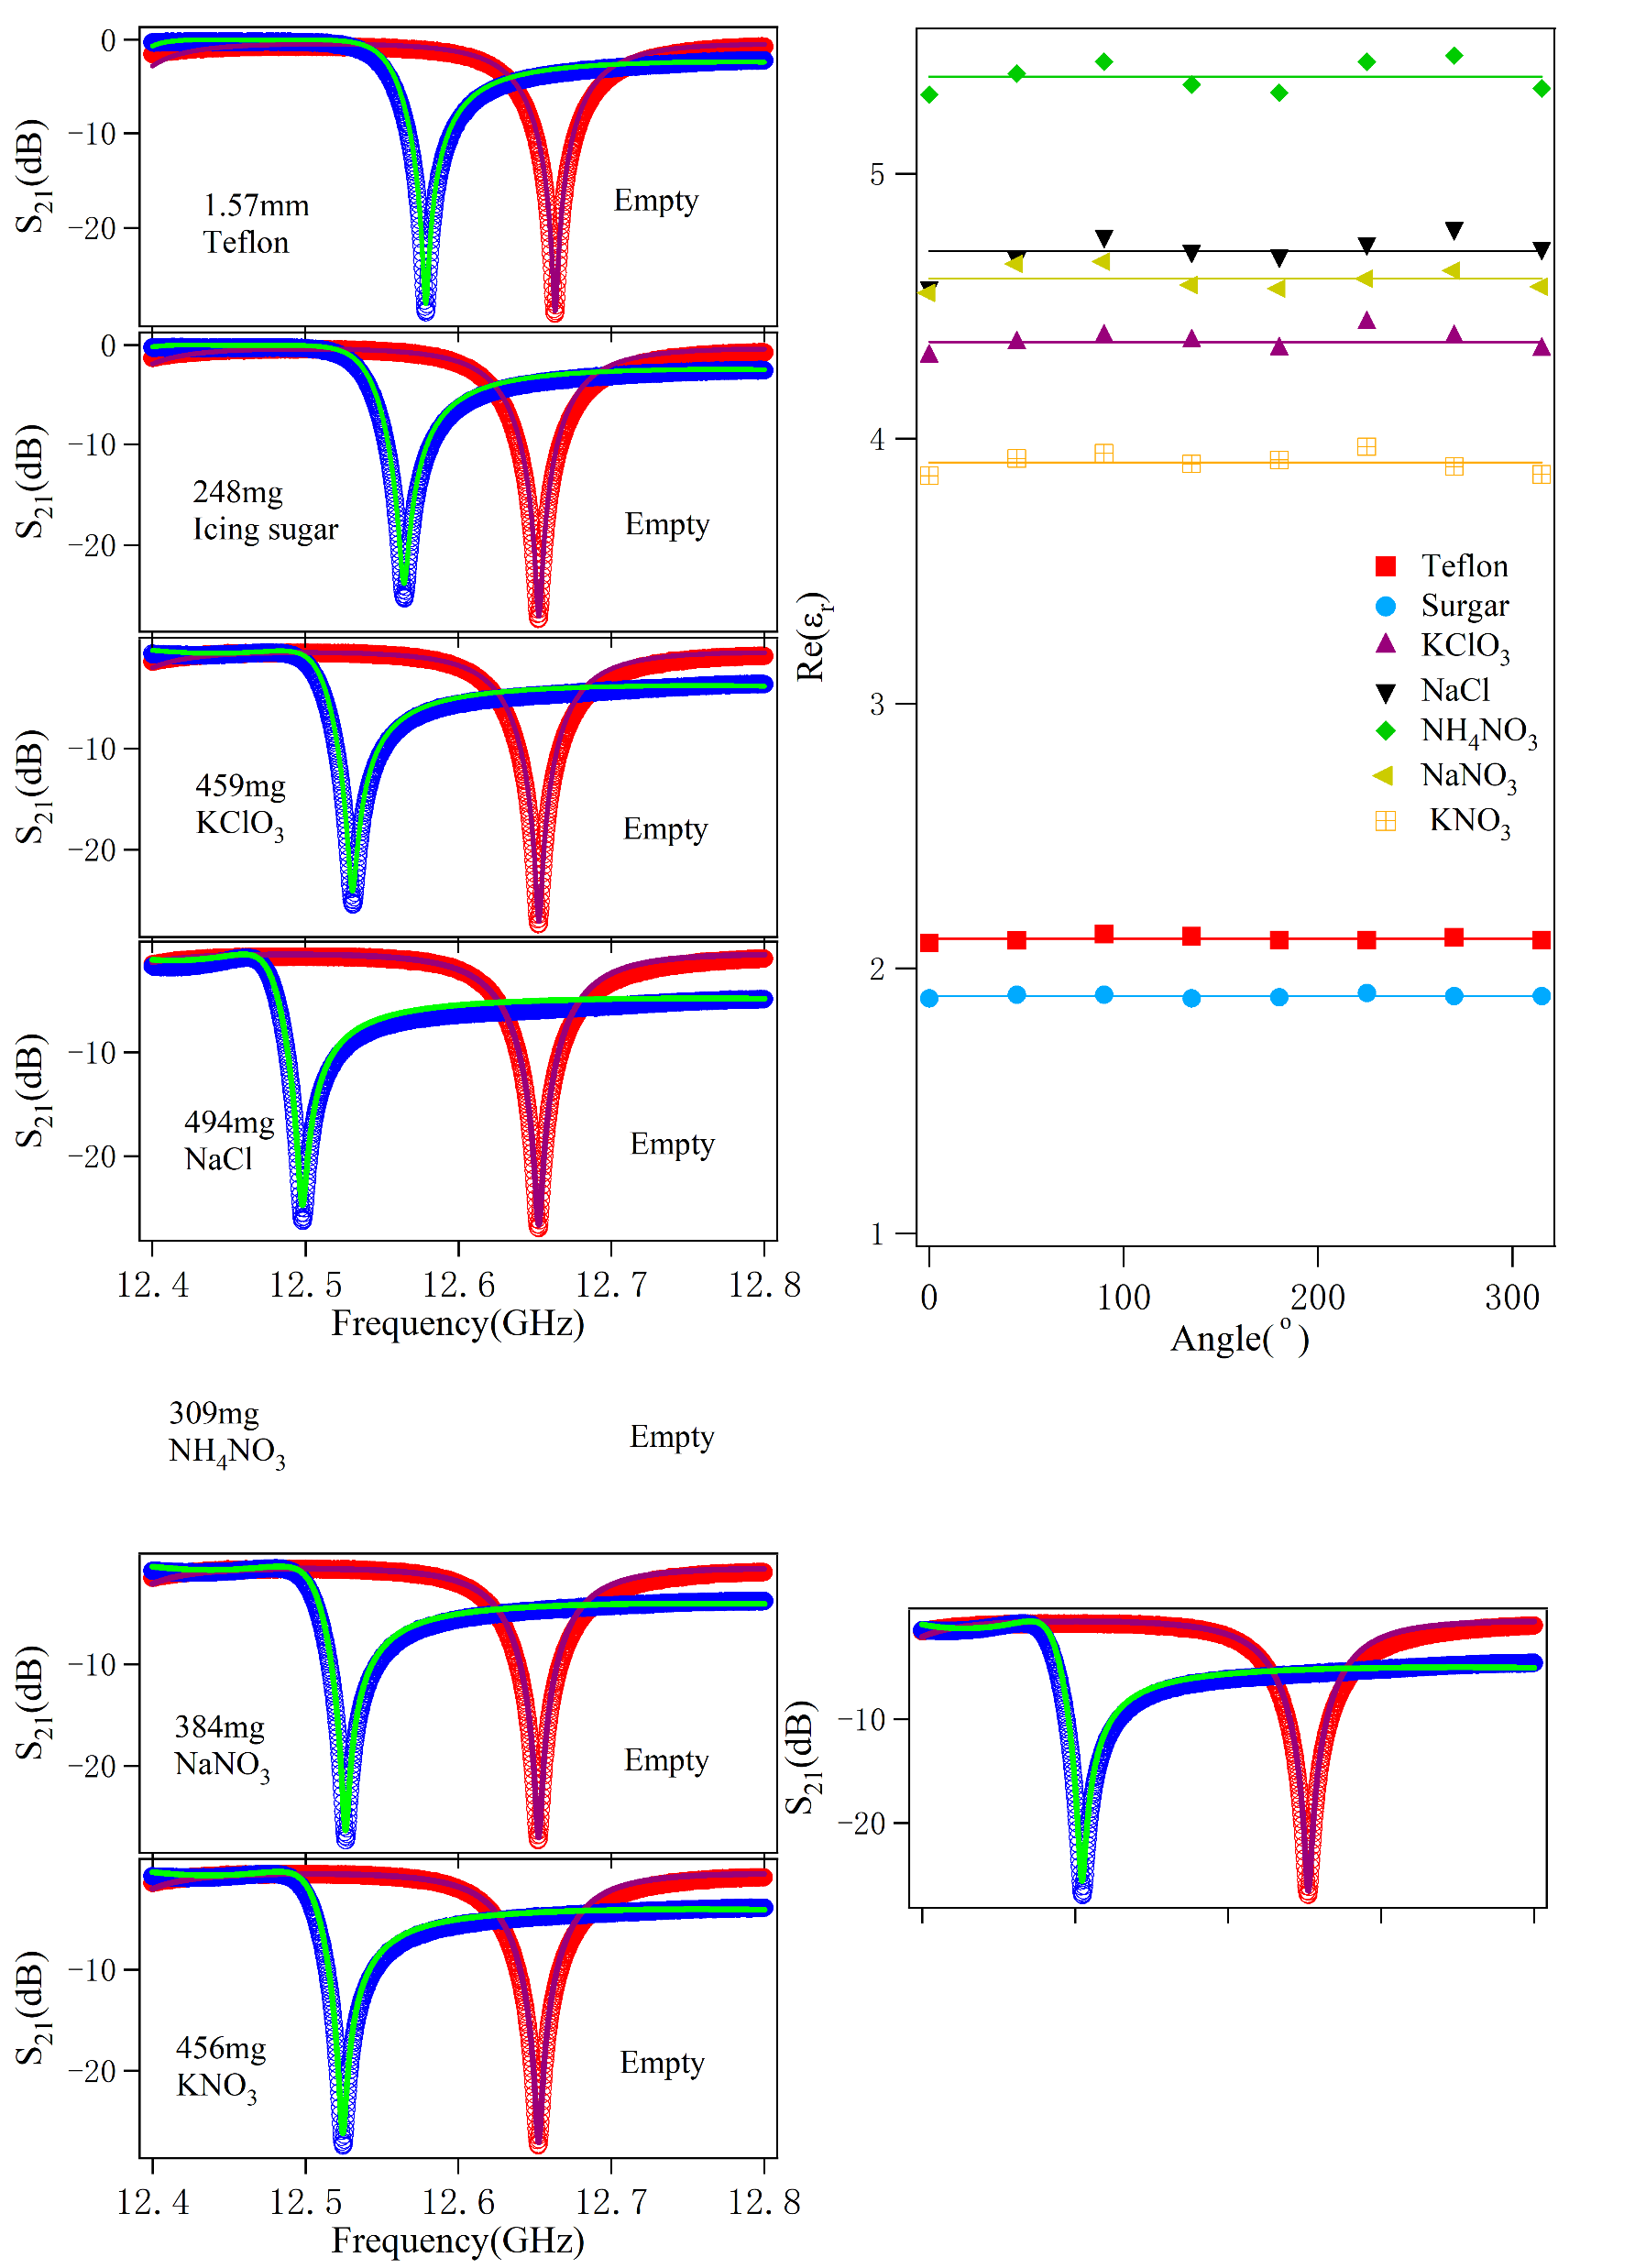 0
−10
−20
S21(dB)
1.57mm
Teflon
Empty
0
−10
−20
S21(dB)
248mg
Icing sugar
Empty
−10
−20
S21(dB)
459mg
KClO3
Empty
−10
−20
S21(dB)
494mg
NaCl
Empty
12.4 12.5 12.6 12.7 12.8
Frequency(GHz)
5
4
3
2
1
Re(εr)
Teflon
Surgar
KClO3
NaCl
NH4NO3
NaNO3
KNO3
0 100 200 300
Angle(°)
309mg
NH4NO3
Empty
−10
−20
S21(dB)
384mg
NaNO3
Empty
−10
−20
S21(dB)
−10
−20
S21(dB)
456mg
KNO3
Empty
12.4 12.5 12.6 12.7 12.8
Frequency(GHz)